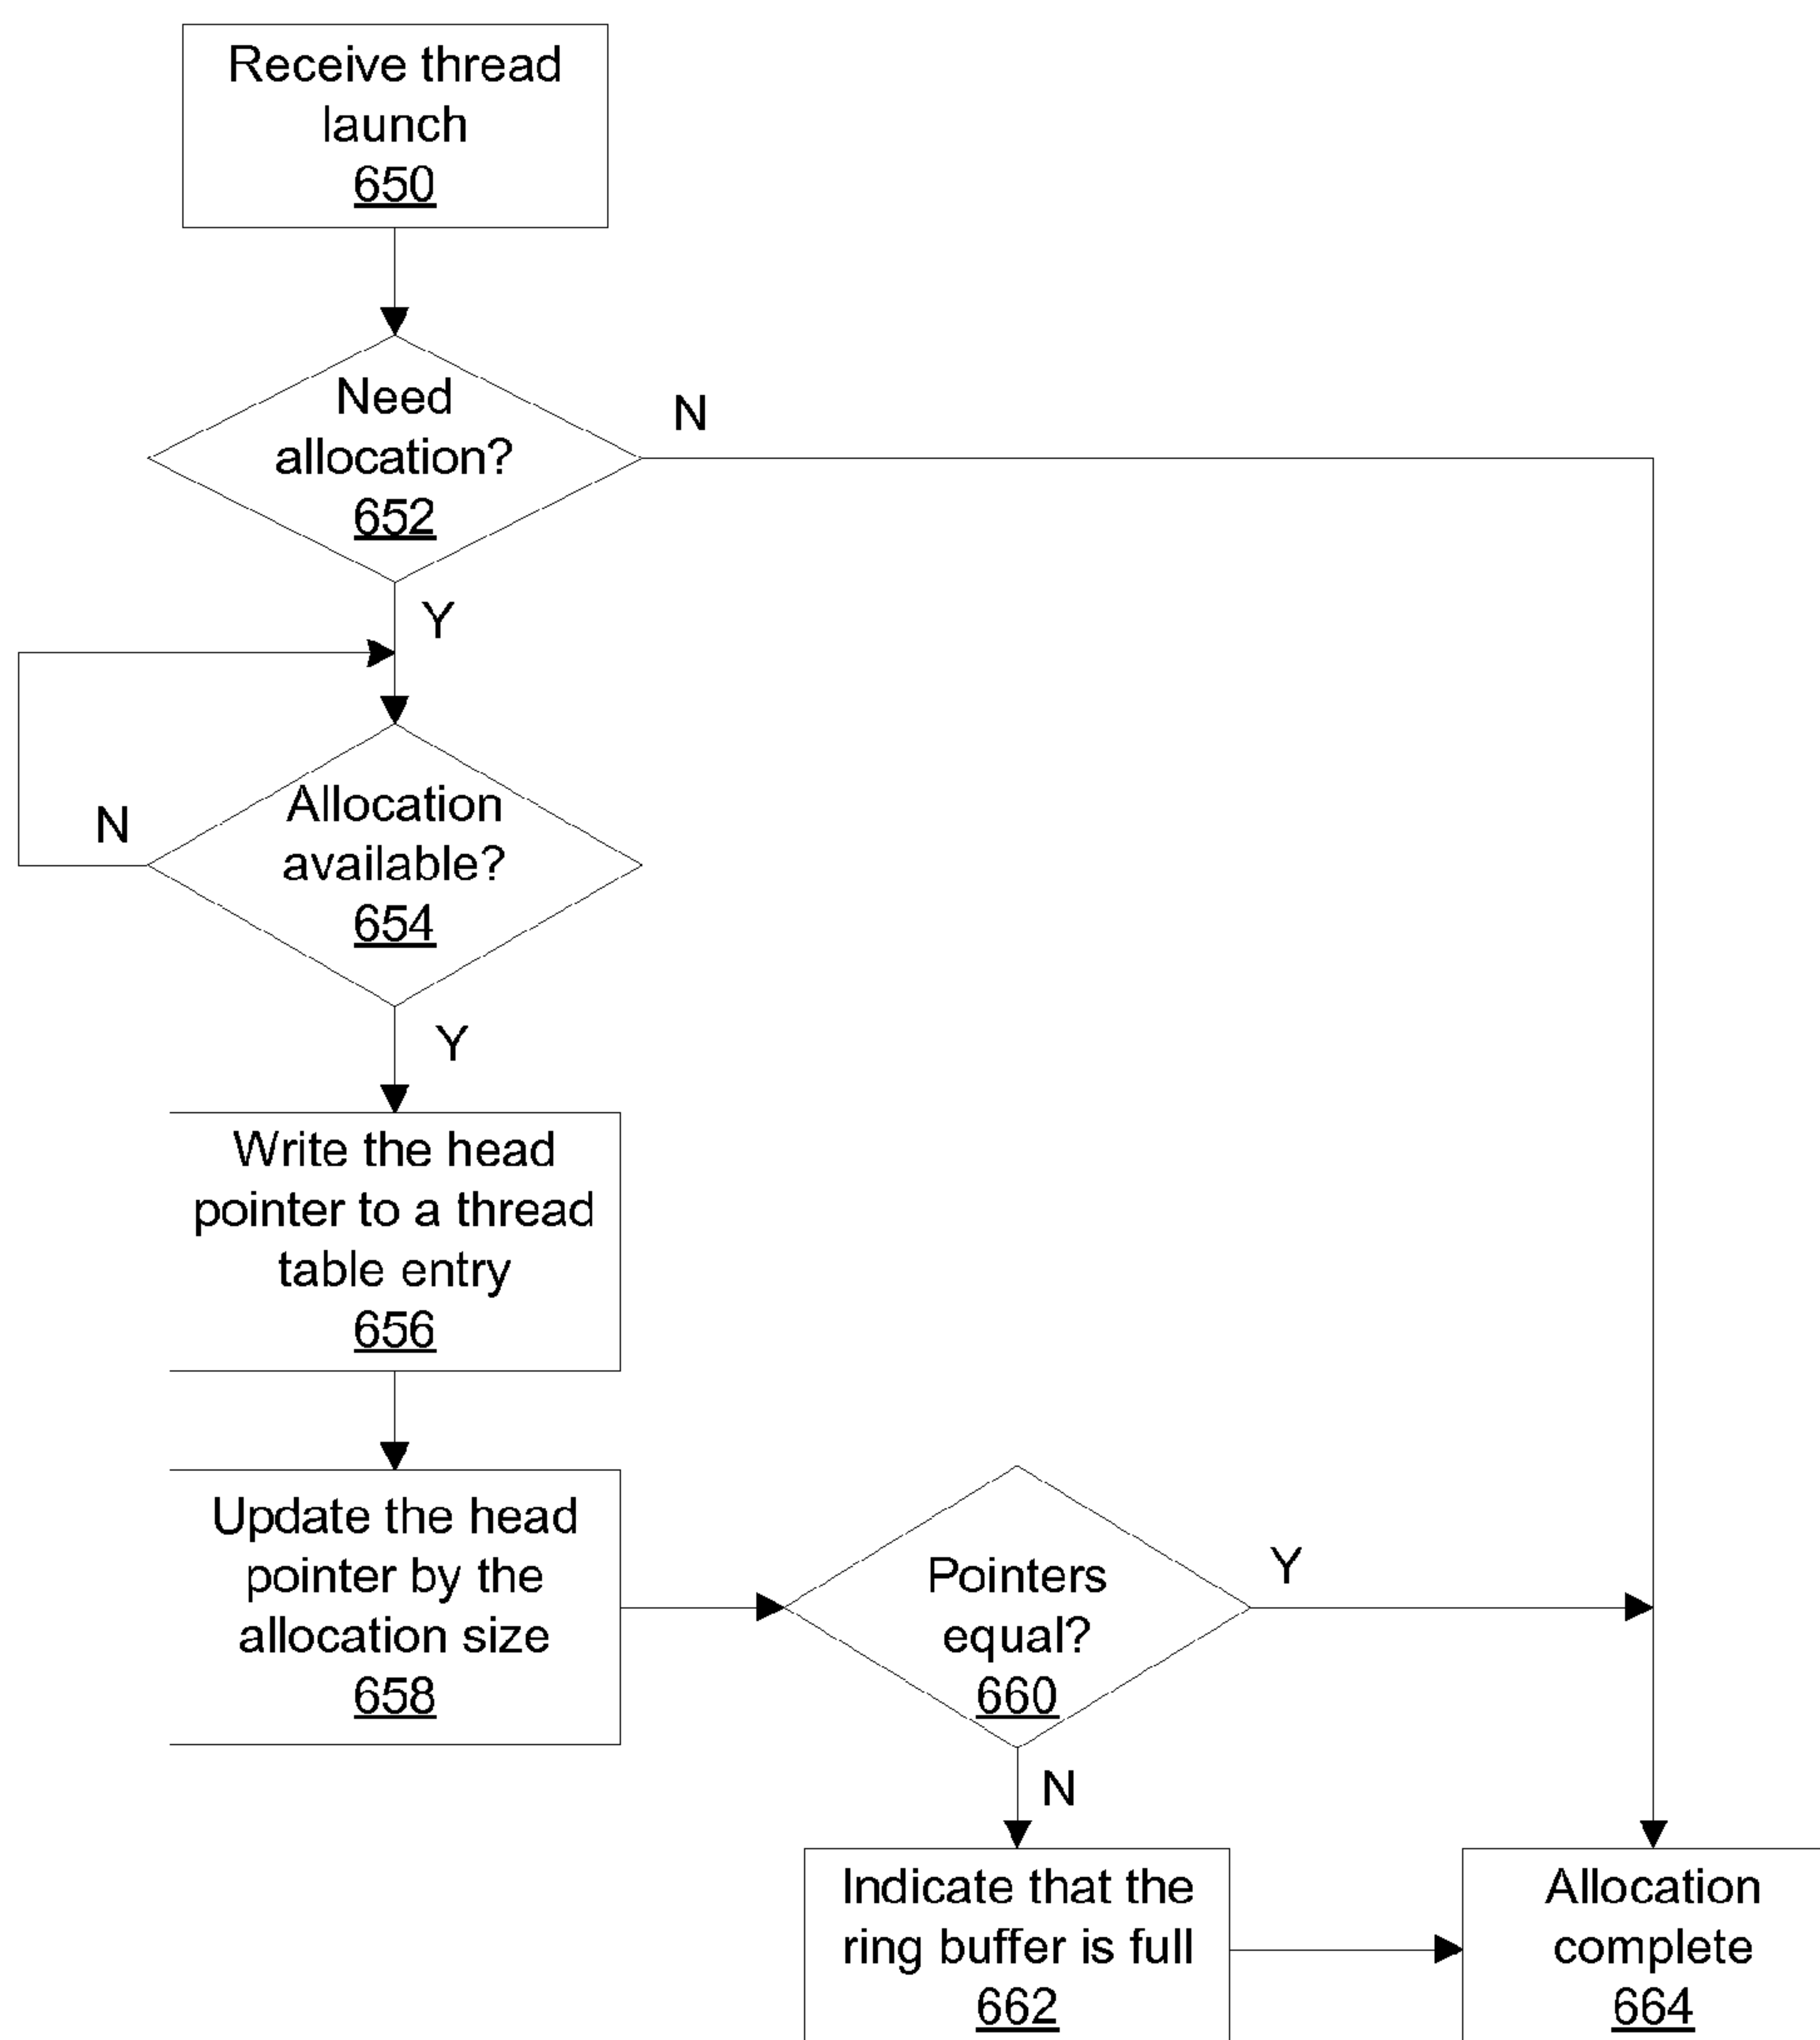 Receive thread
launch
650
Need
allocation?
652
N
Y
Allocation
available?
654
N
Y
Write the head
pointer to a thread
table entry
656
Update the head
pointer by the
allocation size
658
Pointers
equal?
660
Y
N
Indicate that the
ring buffer is full
662
Allocation
complete
664